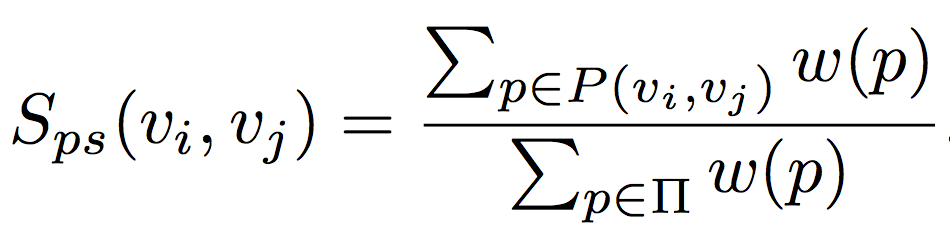 S_{ps}(v_i, v_j) = \frac{\sum_{p \in P(v_i, v_j)} w(p)}{\sum_{p \in \Pi} w(p)}.